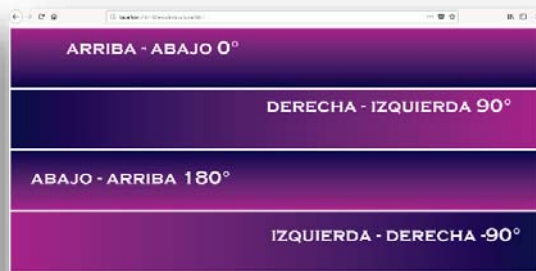 ARRIBA - ABAJO 0°
DERECHA - IZQUIERDA 90°
ABAJO - ARRIBA 180°
IZQUIERDA - DERECHA -90°